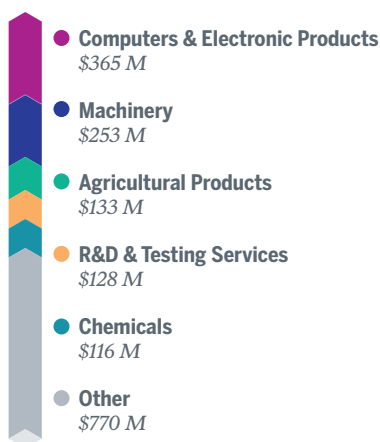 Computers & Electronic Products
$365 M
Machinery
$253 M
Agricultural Products
$133 M
R&D & Testing Services
$128 M
Chemicals
$116 M
Other
$770 M